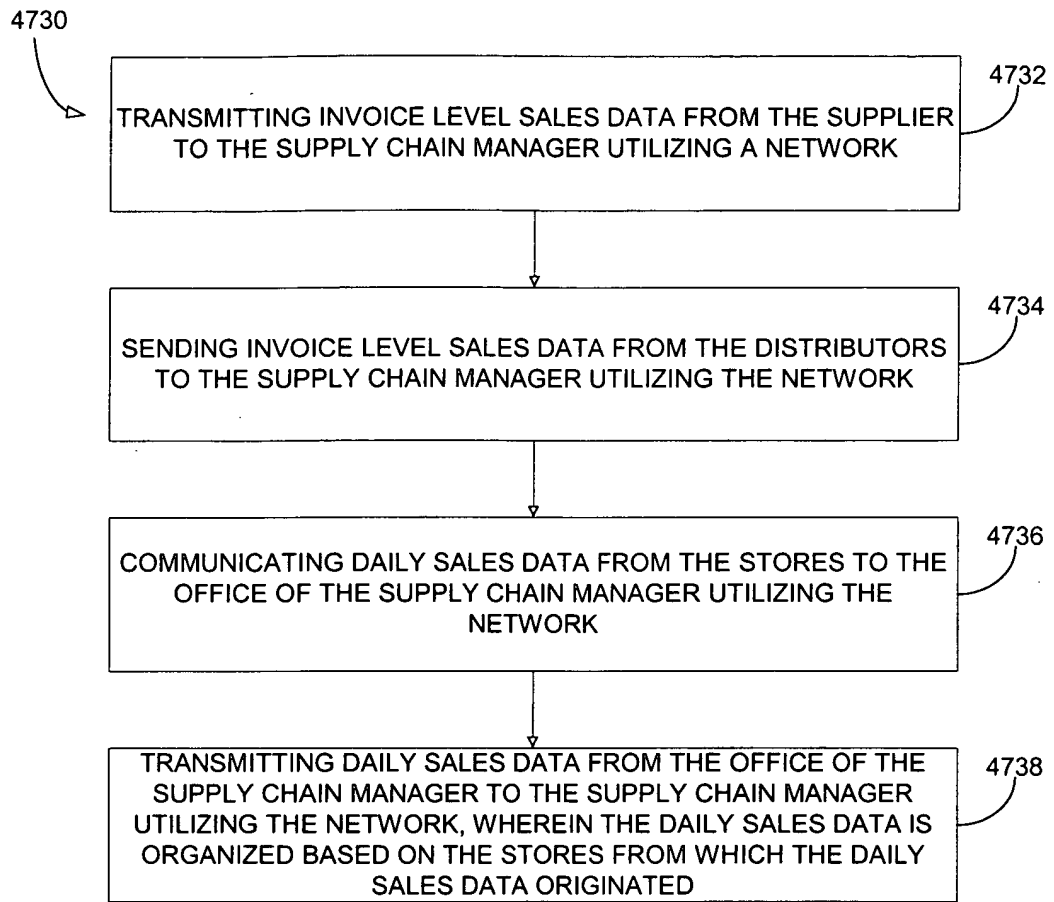 4730
4732
TRANSMITTING INVOICE LEVEL SALES DATA FROM THE SUPPLIER
TO THE SUPPLY CHAIN MANAGER UTILIZING A NETWORK
4734
SENDING INVOICE LEVEL SALES DATA FROM THE DISTRIBUTORS
TO THE SUPPLY CHAIN MANAGER UTILIZING THE NETWORK
4736
COMMUNICATING DAILY SALES DATA FROM THE STORES TO THE
OFFICE OF THE SUPPLY CHAIN MANAGER UTILIZING THE
NETWORK
4738
TRANSMITTING DAILY SALES DATA FROM THE OFFICE OF THE
SUPPLY CHAIN MANAGER TO THE SUPPLY CHAIN MANAGER
UTILIZING THE NETWORK, WHEREIN THE DAILY SALES DATA IS
ORGANIZED BASED ON THE STORES FROM WHICH THE DAILY
SALES DATA ORIGINATED